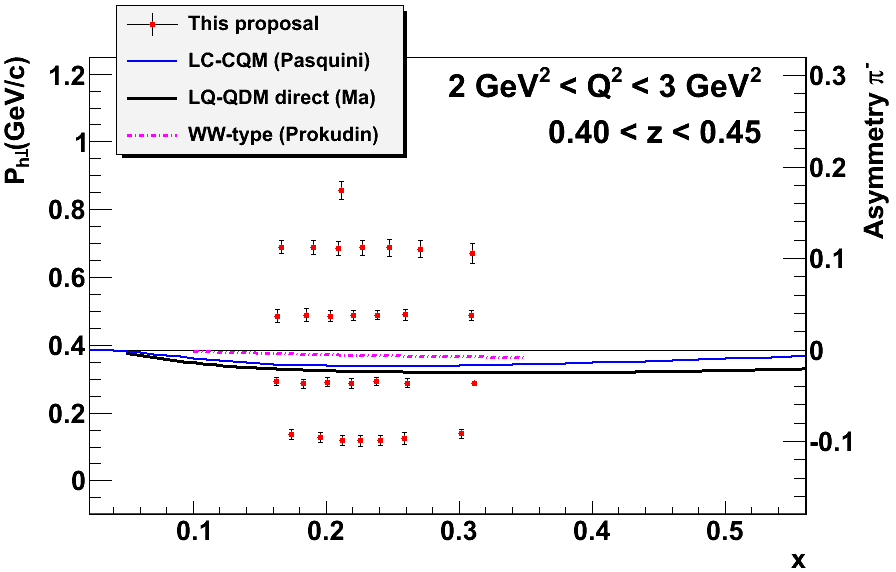 This proposal
LC-CQM (Pasquini)
LQ-QDM direct (Ma)
WW-type (Prokudin)
2 GeV² < Q² < 3 GeV²
0.40 < z < 0.45
P_h⊥(GeV/c)
1.2
1
0.8
0.6
0.4
0.2
0
Asymmetry π⁻
0.3
0.2
0.1
-0
-0.1
0.1
0.2
0.3
0.4
0.5
x